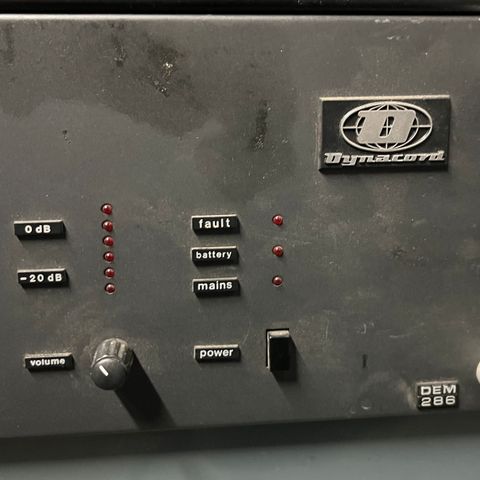 D
Dynacord
0 dB
-20 dB
fault
battery
mains
volume
power
DEM
286